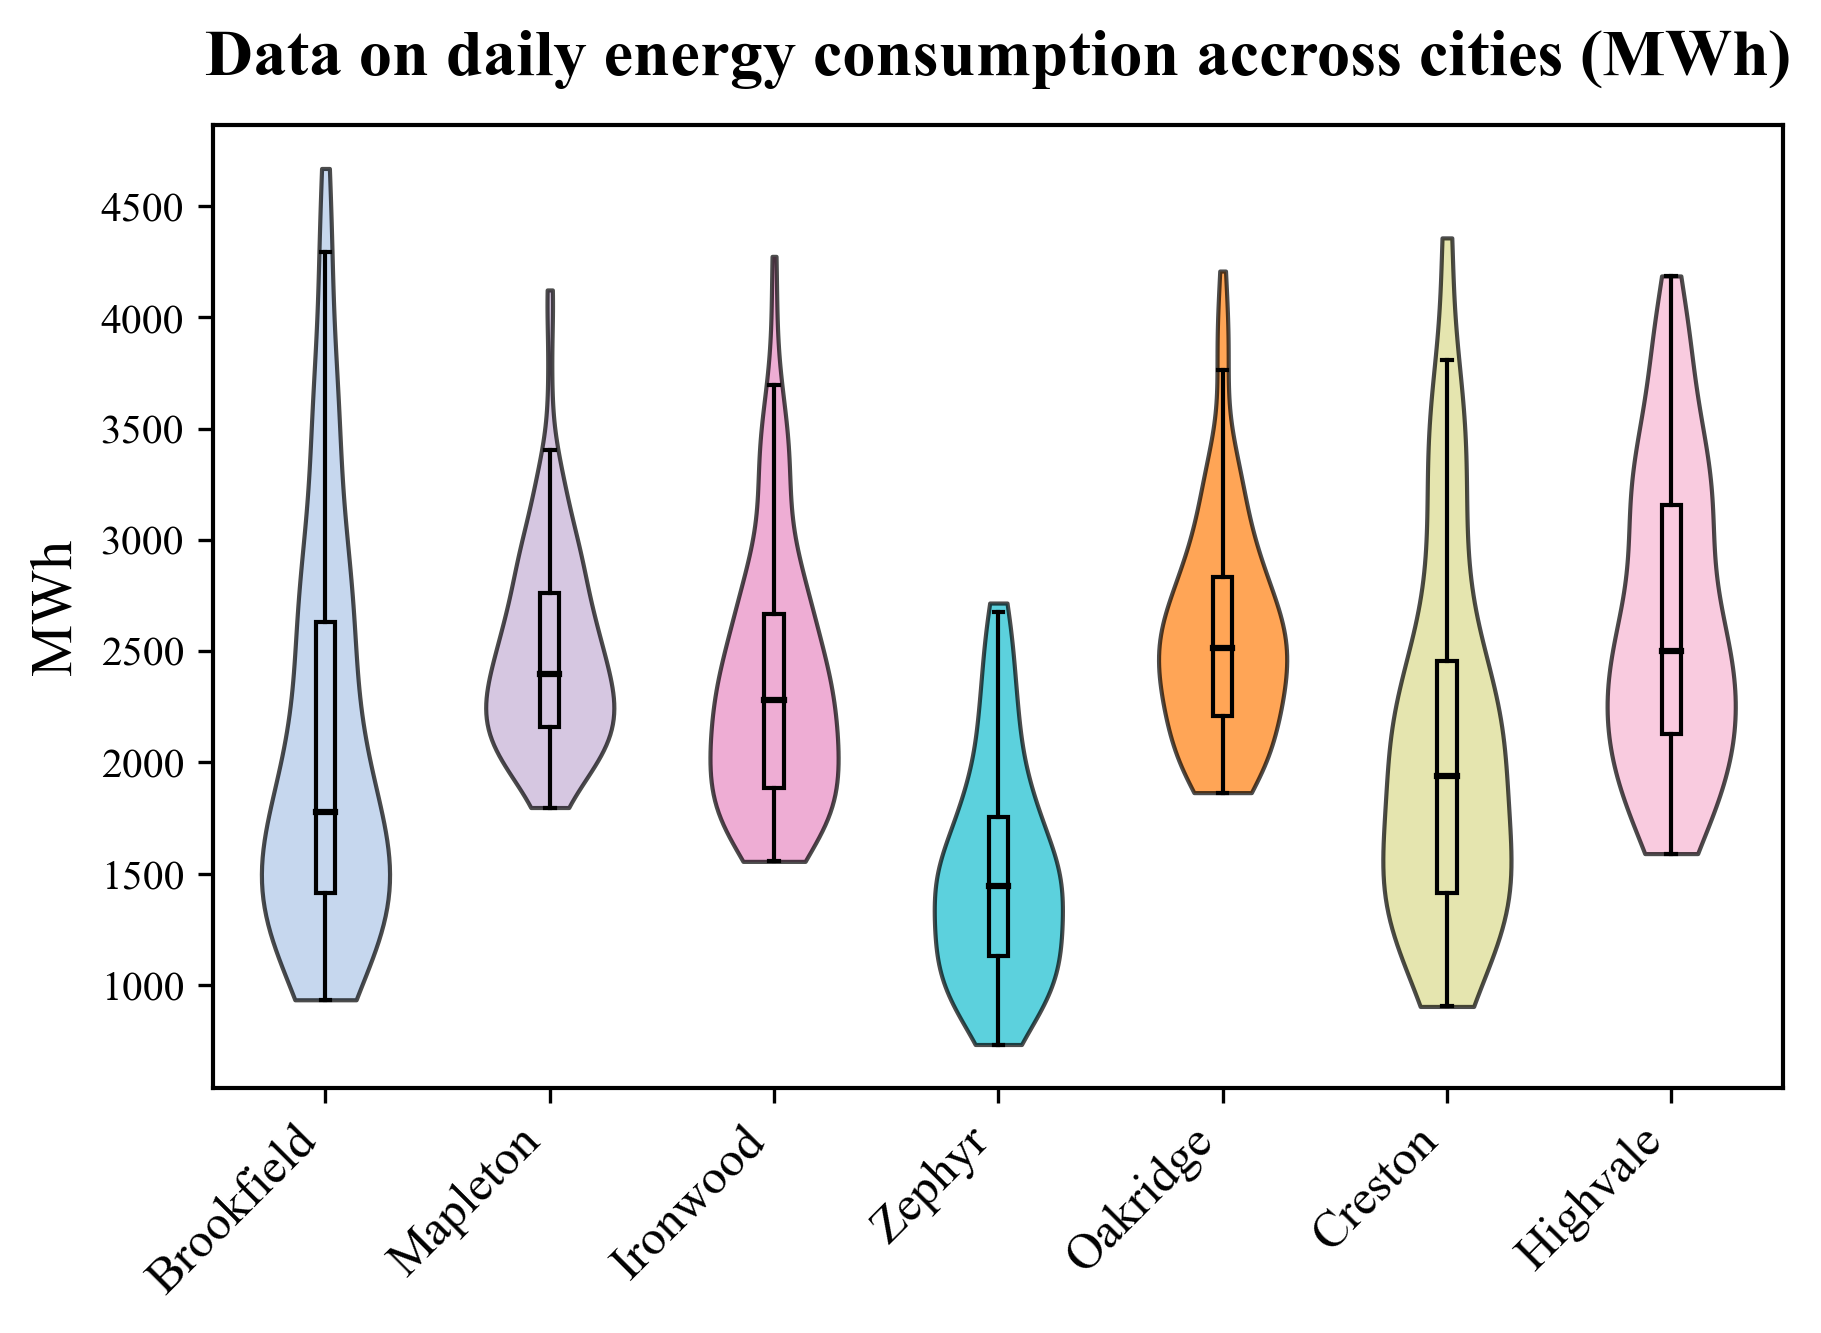 Data on daily energy consumption accross cities (MWh)
MWh
4500
4000
3500
3000
2500
2000
1500
1000
Brookfield
Mapleton
Ironwood
Zephyr
Oakridge
Creston
Highvale